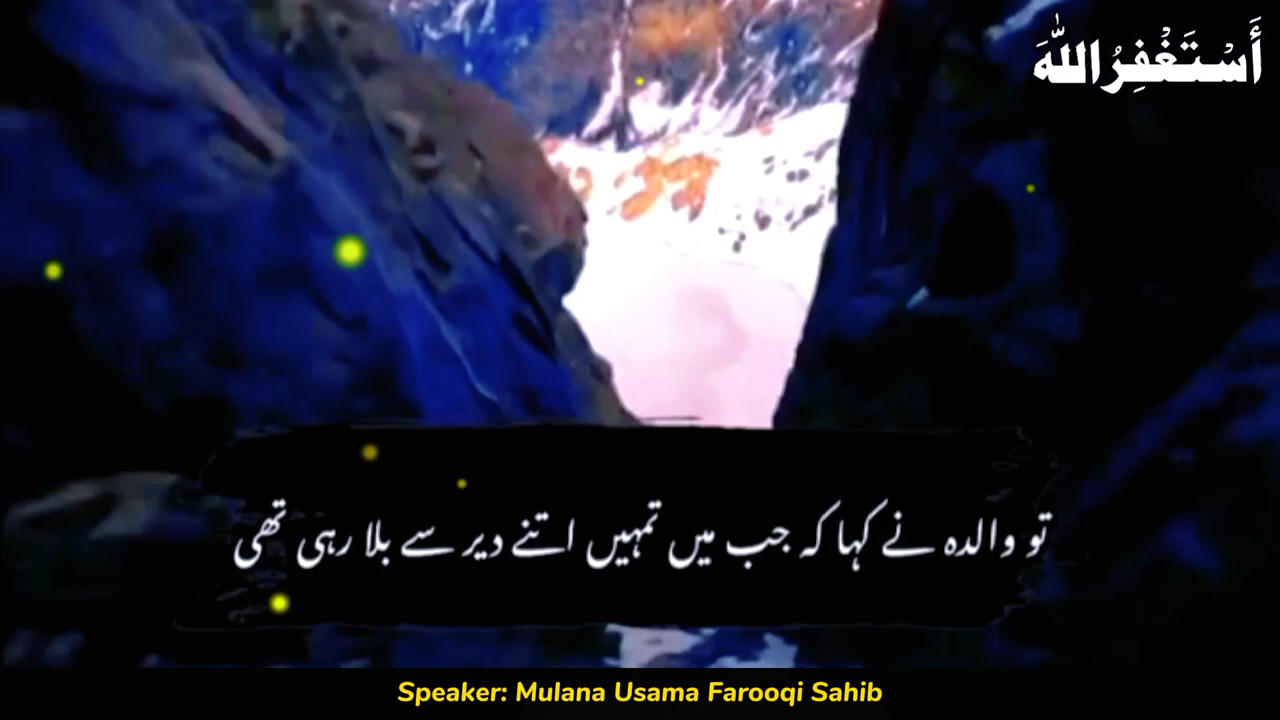 أَسْتَغْفِرُاللّٰهَ
تو والدہ نے کہا کہ جب میں تمہیں اتنے دیر سے بلا رہی تھی
Speaker: Mulana Usama Farooqi Sahib